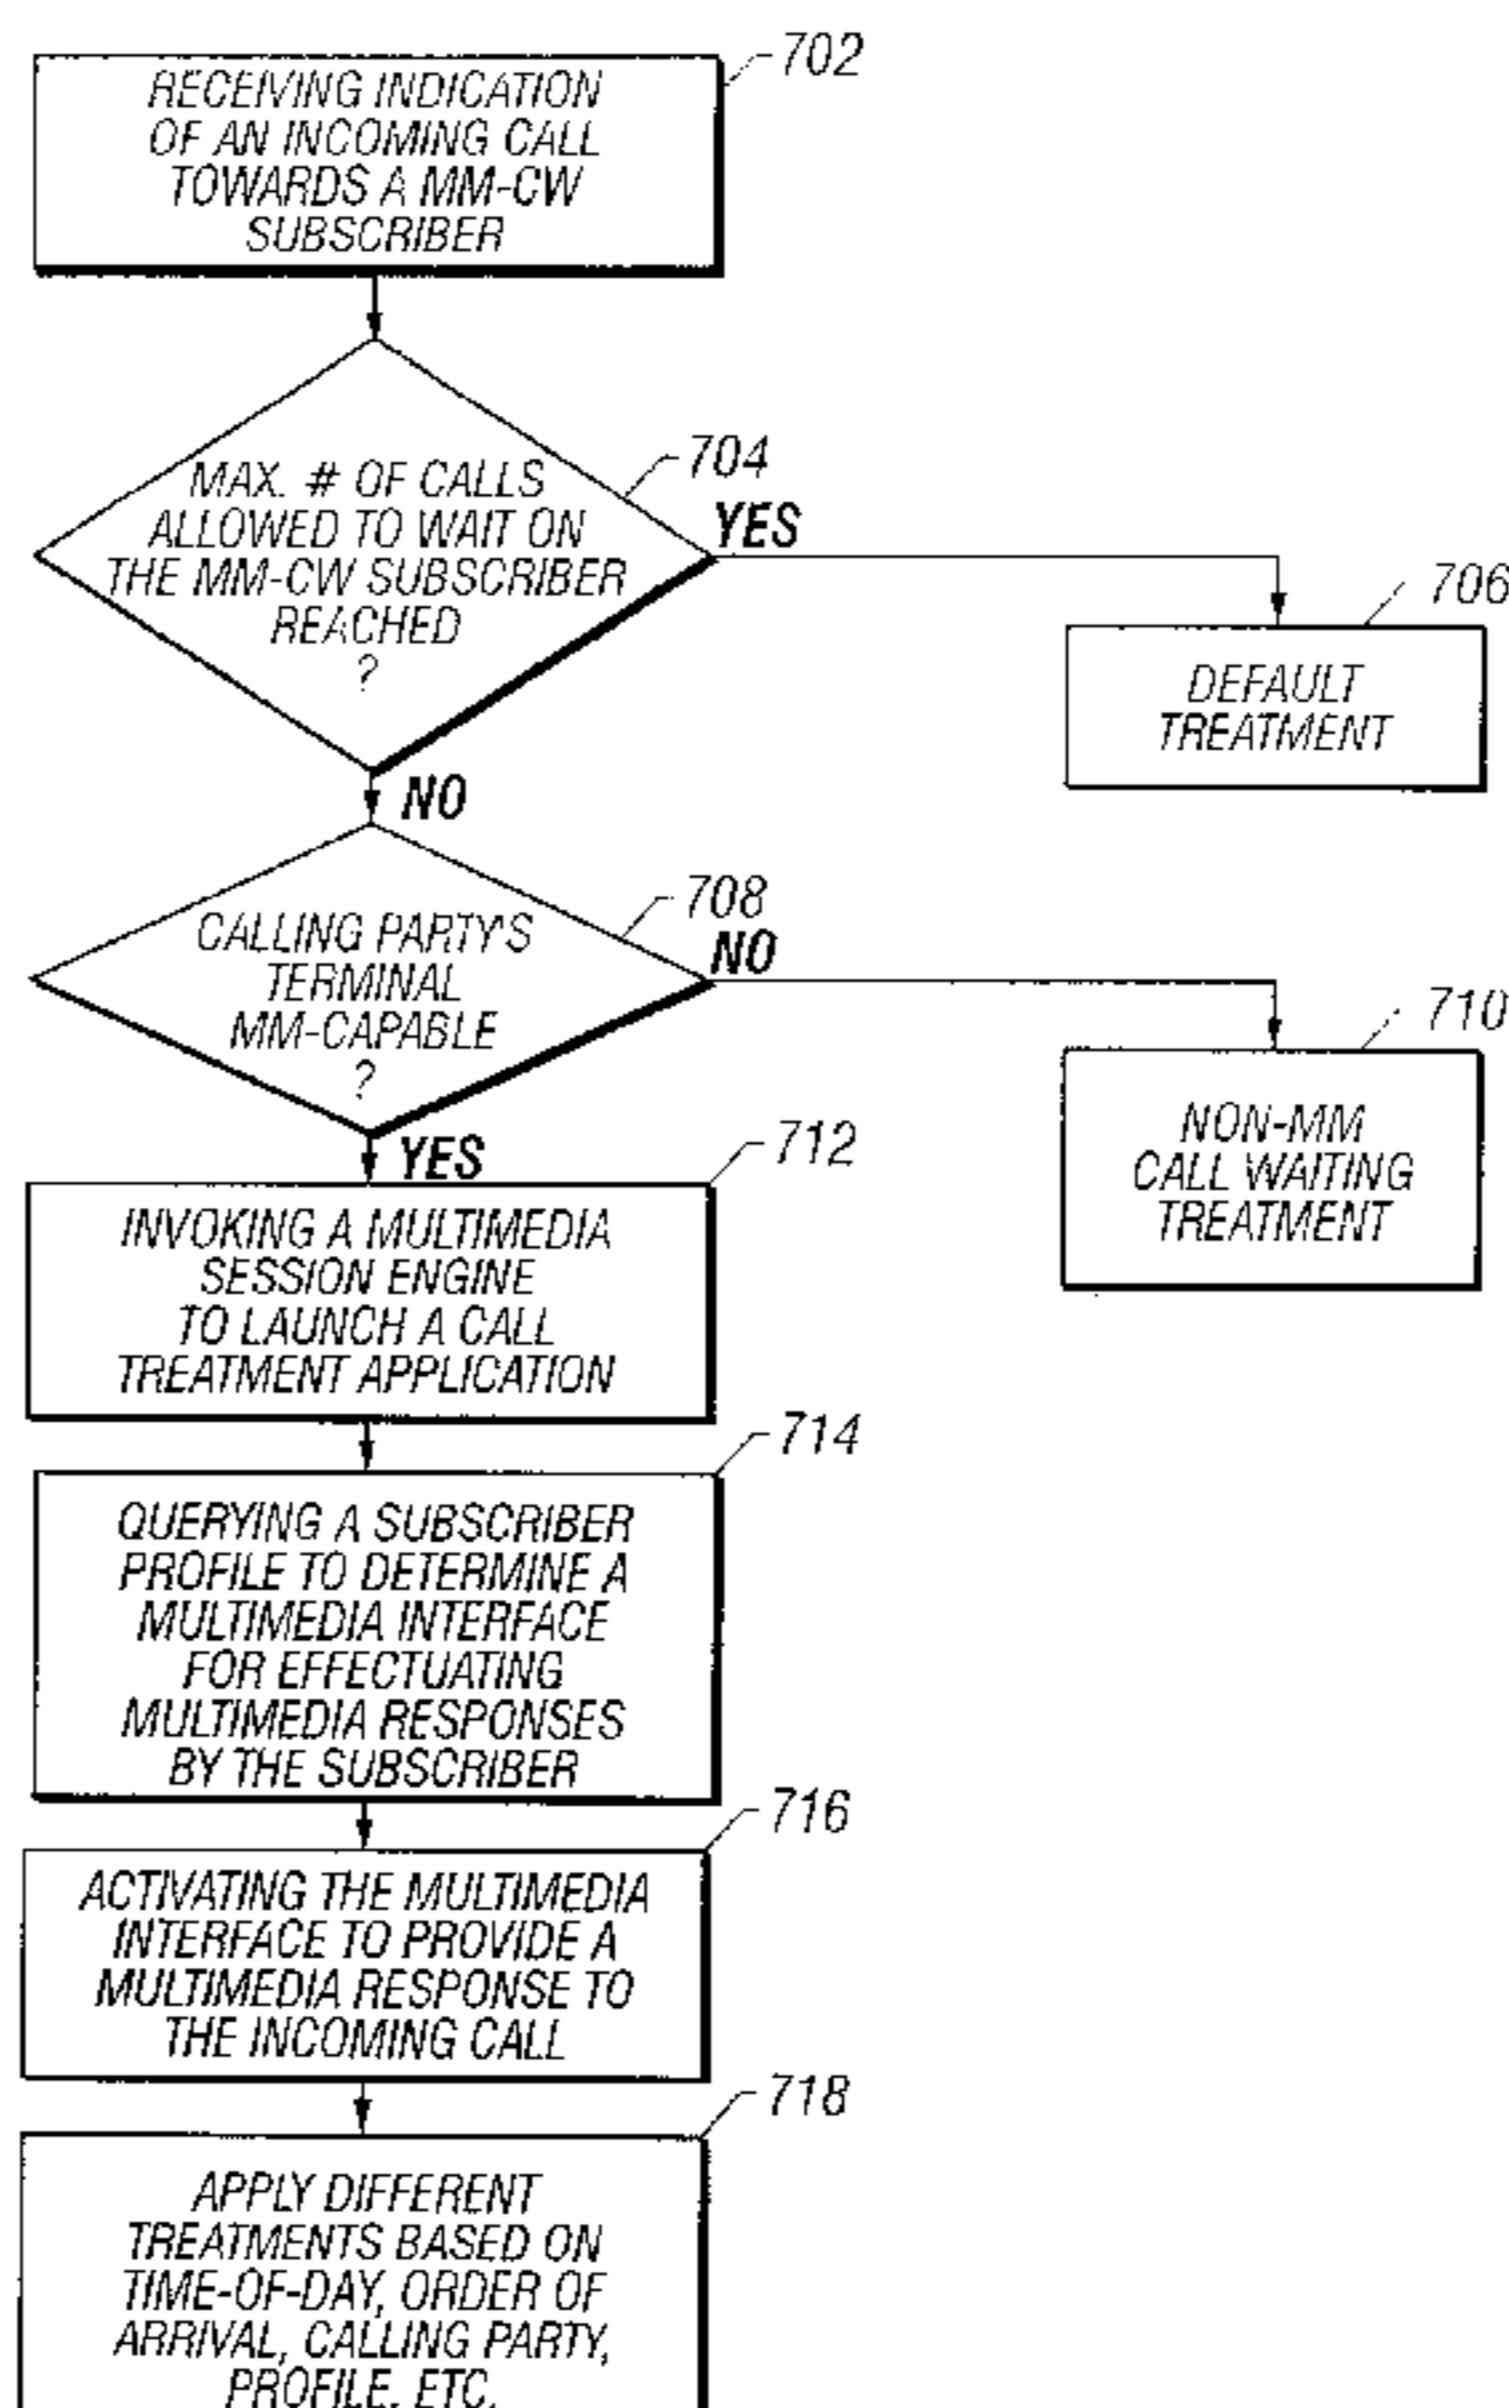 702
RECEIVING INDICATION
OF AN INCOMING CALL
TOWARDS A MM-CW
SUBSCRIBER
704
MAX. # OF CALLS
ALLOWED TO WAIT ON
THE MM-CW SUBSCRIBER
REACHED
?
YES
706
DEFAULT
TREATMENT
NO
708
CALLING PARTY'S
TERMINAL
MM-CAPABLE
?
NO
710
NON-MM
CALL WAITING
TREATMENT
YES
712
INVOKING A MULTIMEDIA
SESSION ENGINE
TO LAUNCH A CALL
TREATMENT APPLICATION
714
QUERYING A SUBSCRIBER
PROFILE TO DETERMINE A
MULTIMEDIA INTERFACE
FOR EFFECTUATING
MULTIMEDIA RESPONSES
BY THE SUBSCRIBER
716
ACTIVATING THE MULTIMEDIA
INTERFACE TO PROVIDE A
MULTIMEDIA RESPONSE TO
THE INCOMING CALL
718
APPLY DIFFERENT
TREATMENTS BASED ON
TIME-OF-DAY, ORDER OF
ARRIVAL, CALLING PARTY,
PROFILE, ETC.